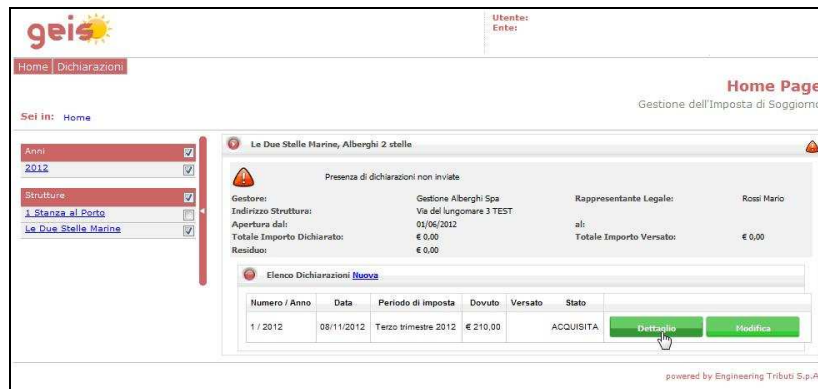 geis
Utente:
Ente:
Home Dichiarazioni
Home Page
Gestione dell'Imposta di Soggiorno
Sei in: Home
Anni
2012
Strutture
1 Stanza al Porto
Le Due Stelle Marine
Le Due Stelle Marine, Alberghi 2 stelle
Presenza di dichiarazioni non inviate
Gestore: Gestione Alberghi Spa Rappresentante Legale: Rossi Mario
Indirizzo Struttura: Via del lungomare 3 TEST
Apertura dal: 01/06/2012 al:
Totale Importo Dichiarato: € 0,00 Totale Importo Versato: € 0,00
Residuo: € 0,00
Elenco Dichiarazioni Nuova
Numero / Anno Data Periodo di imposta Dovuto Versato Stato
1 / 2012 08/11/2012 Terzo trimestre 2012 € 210,00 ACQUISITA Dettaglio Modifica
powered by Engineering Tributi S.p.A